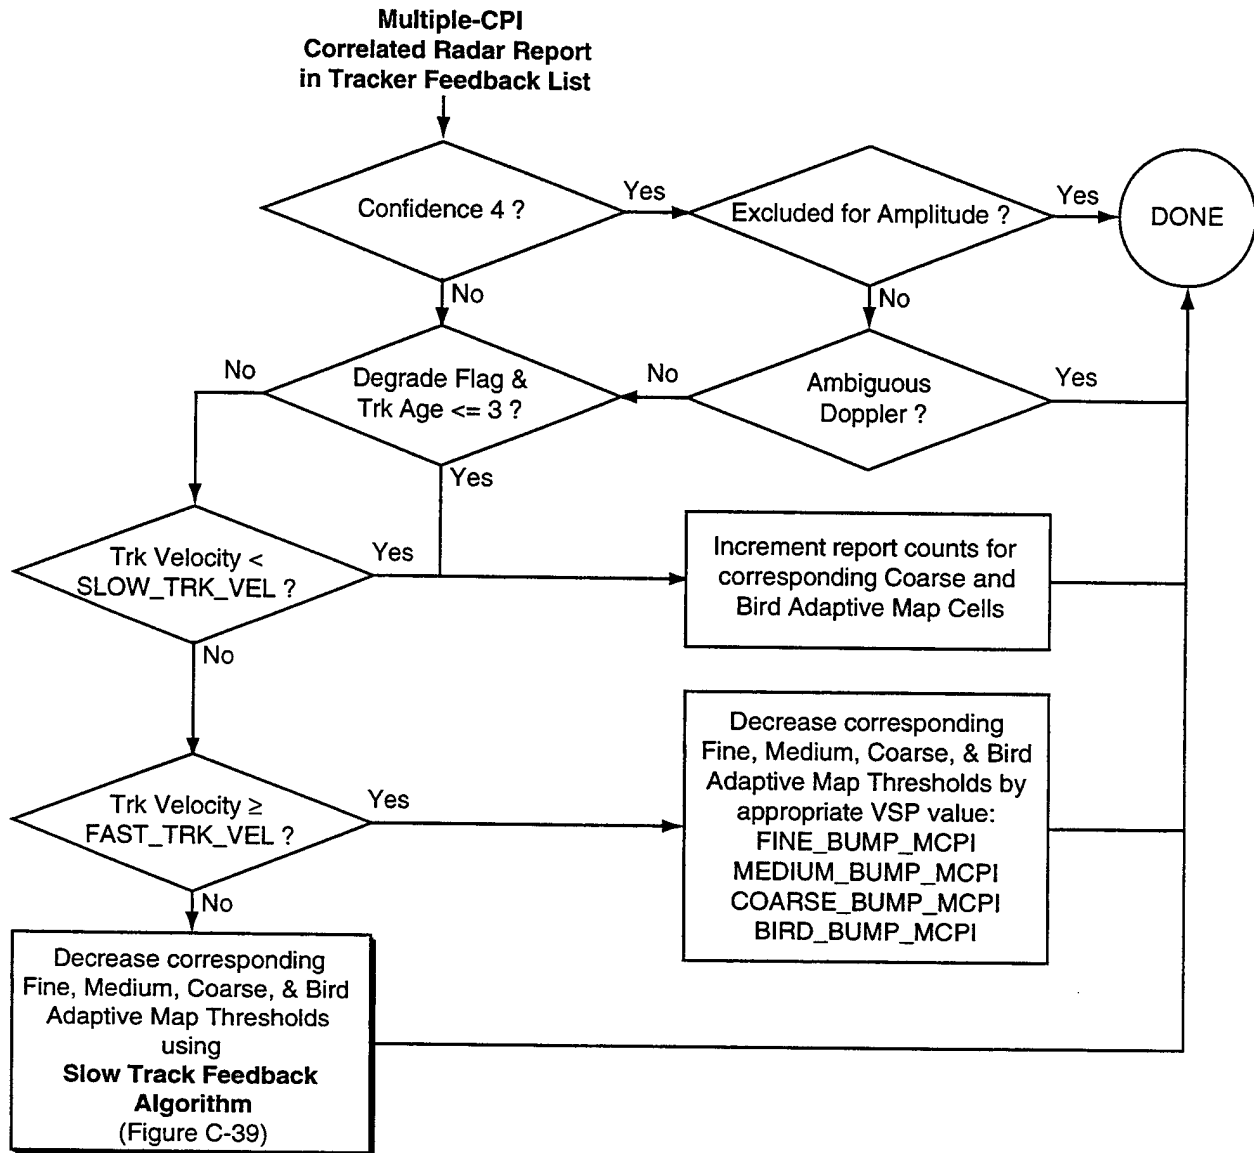 Multiple-CPI
Correlated Radar Report
in Tracker Feedback List
Confidence 4 ?
Yes
Excluded for Amplitude ?
Yes
DONE
No
No
No
Degrade Flag &
Trk Age <= 3 ?
No
Ambiguous
Doppler ?
Yes
Yes
Trk Velocity <
SLOW_TRK_VEL ?
Yes
Increment report counts for
corresponding Coarse and
Bird Adaptive Map Cells
No
Trk Velocity ≥
FAST_TRK_VEL ?
Yes
Decrease corresponding
Fine, Medium, Coarse, & Bird
Adaptive Map Thresholds by
appropriate VSP value:
FINE_BUMP_MCPI
MEDIUM_BUMP_MCPI
COARSE_BUMP_MCPI
BIRD_BUMP_MCPI
No
Decrease corresponding
Fine, Medium, Coarse, & Bird
Adaptive Map Thresholds
using
Slow Track Feedback
Algorithm
(Figure C-39)